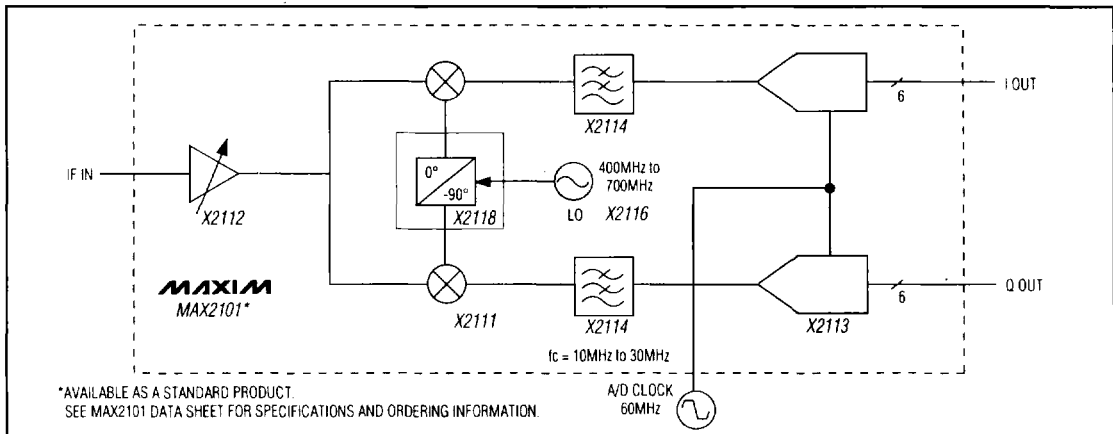 IF IN
X2112
MAXIM
MAX2101*
0°
-90°
X2118
X2111
X2114
400MHz to
700MHz
LO
X2116
X2114
fc = 10MHz to 30MHz
6
I OUT
6
Q OUT
X2113
A/D CLOCK
60MHz
*AVAILABLE AS A STANDARD PRODUCT.
SEE MAX2101 DATA SHEET FOR SPECIFICATIONS AND ORDERING INFORMATION.